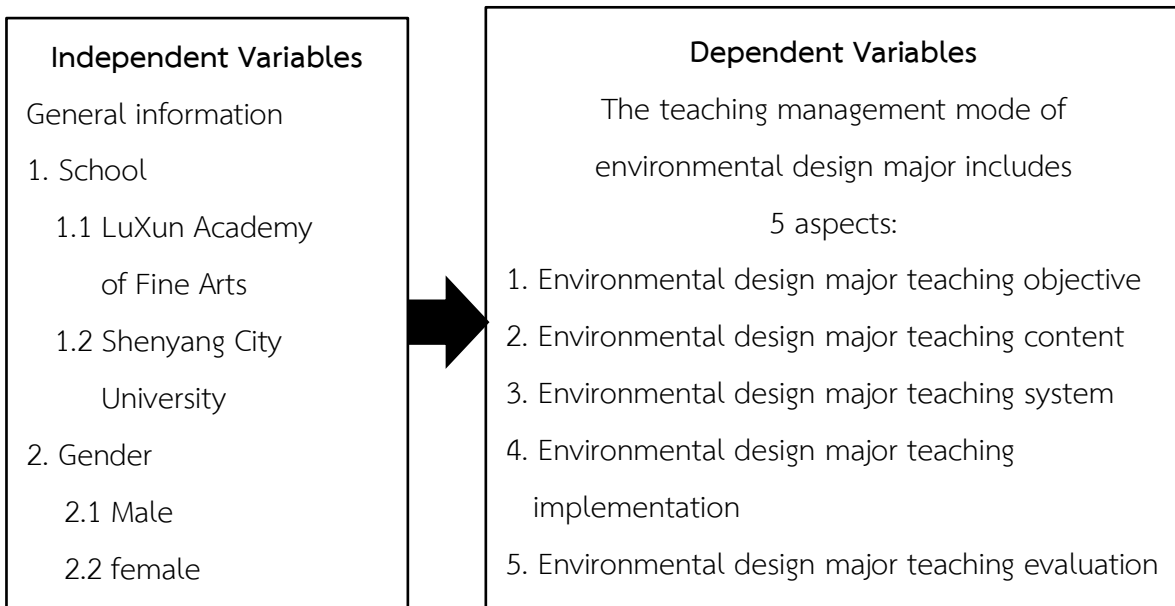 Independent Variables
General information
1. School
1.1 LuXun Academy
of Fine Arts
1.2 Shenyang City
University
2. Gender
2.1 Male
2.2 female
Dependent Variables
The teaching management mode of
environmental design major includes
5 aspects:
1. Environmental design major teaching objective
2. Environmental design major teaching content
3. Environmental design major teaching system
4. Environmental design major teaching
implementation
5. Environmental design major teaching evaluation